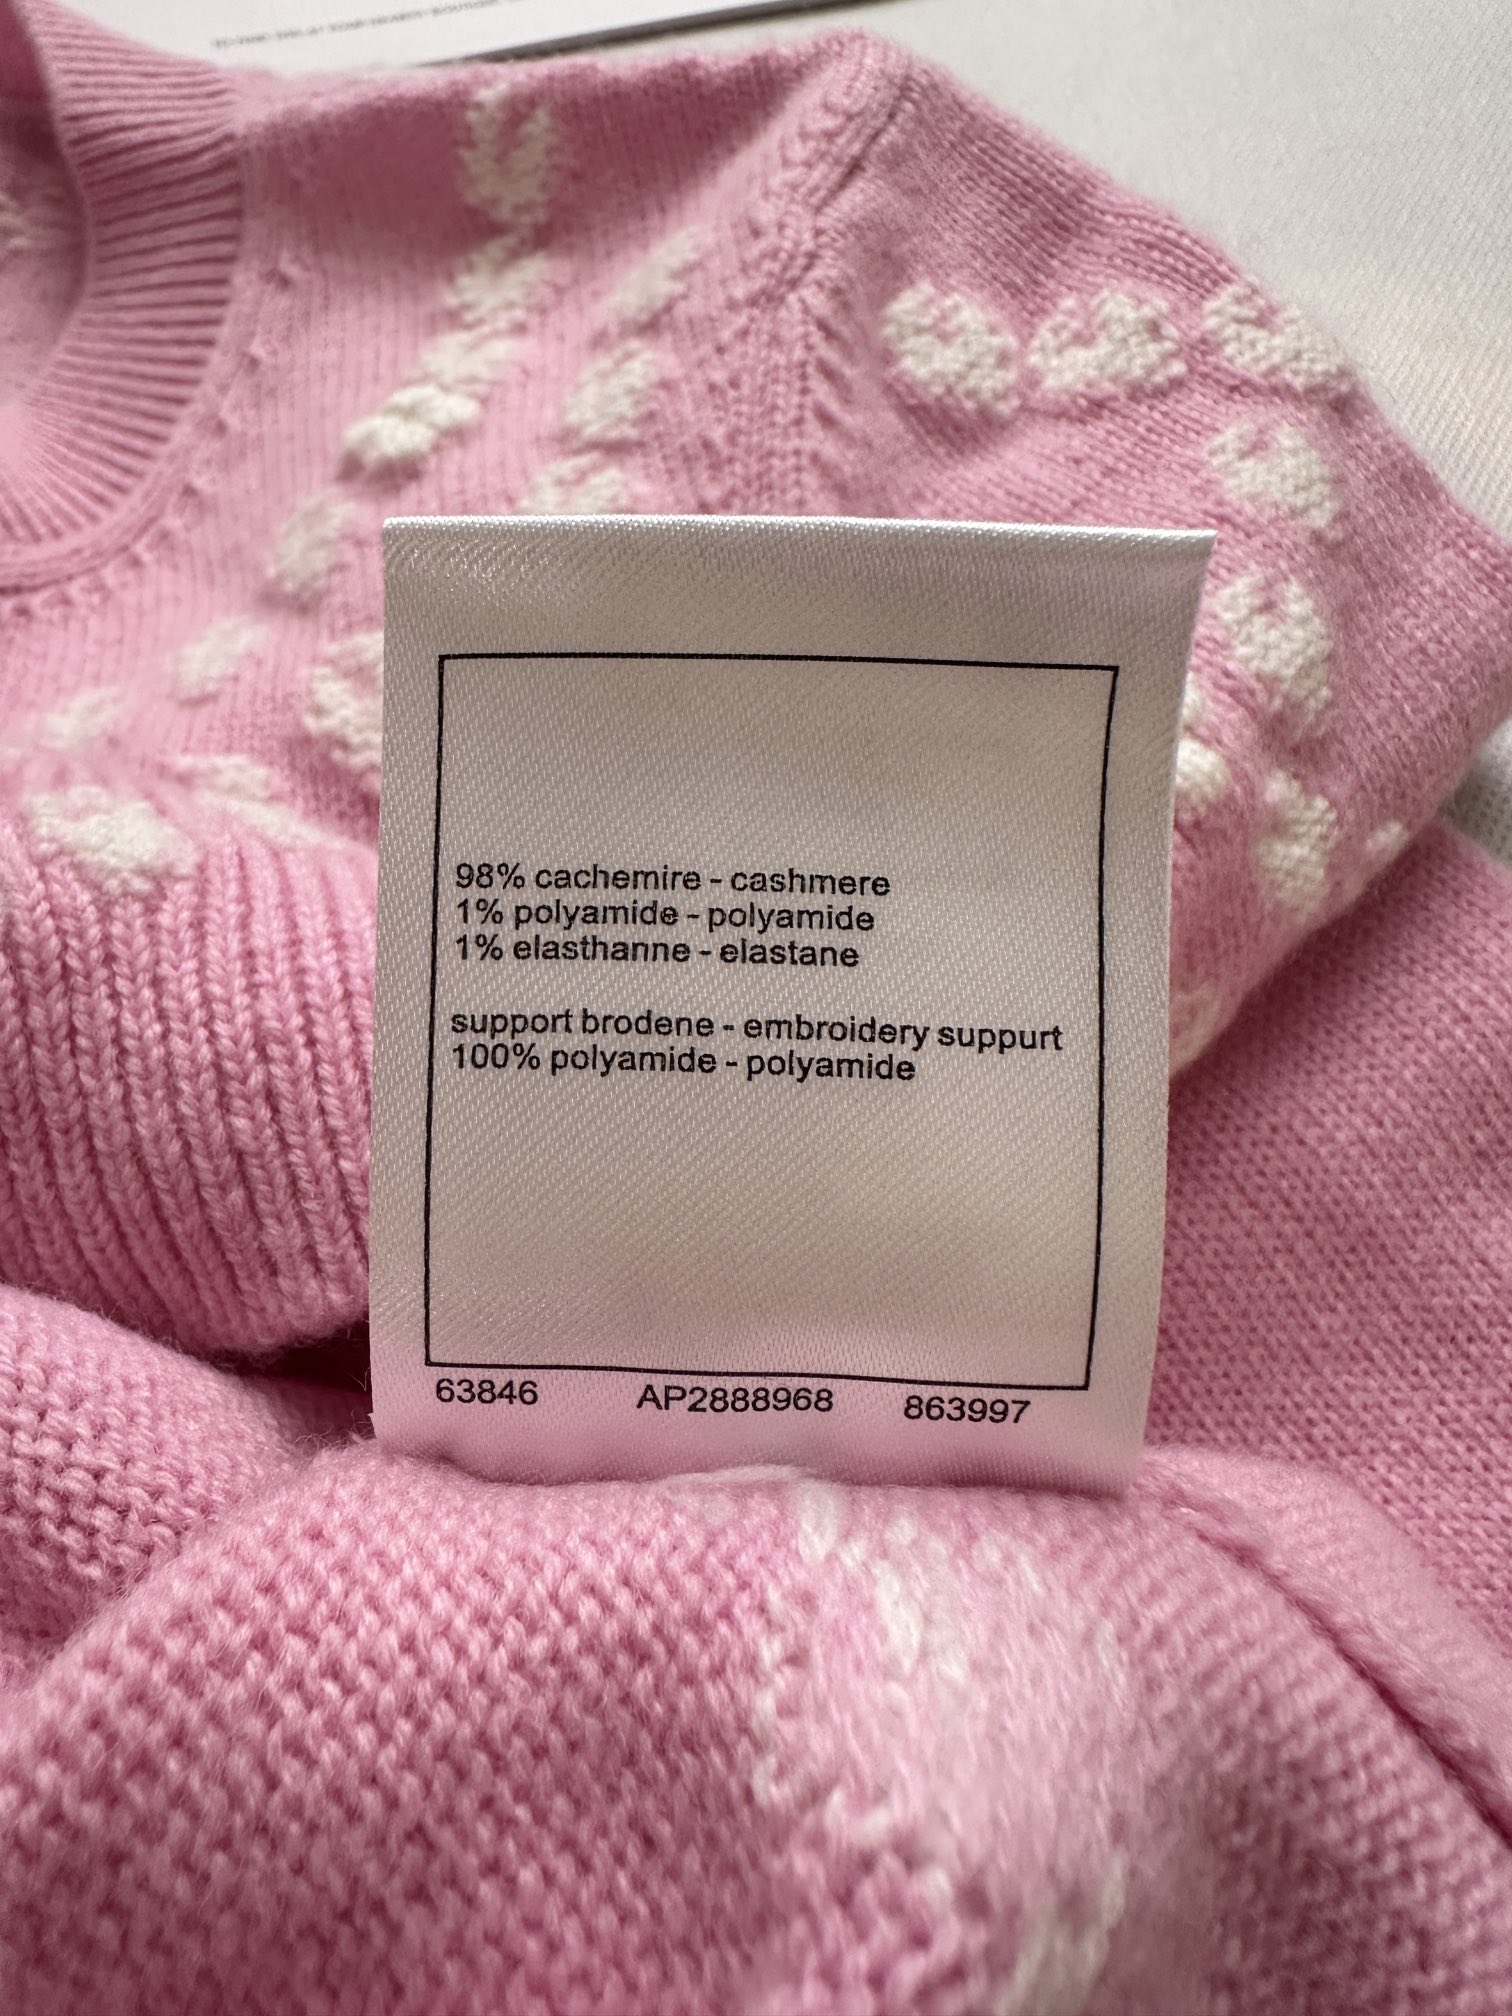 98% cachemire - cashmere
1% polyamide - polyamide
1% elasthanne - elastane
support brodene - embroidery suppurt
100% polyamide - polyamide
63846 AP2888968 863997